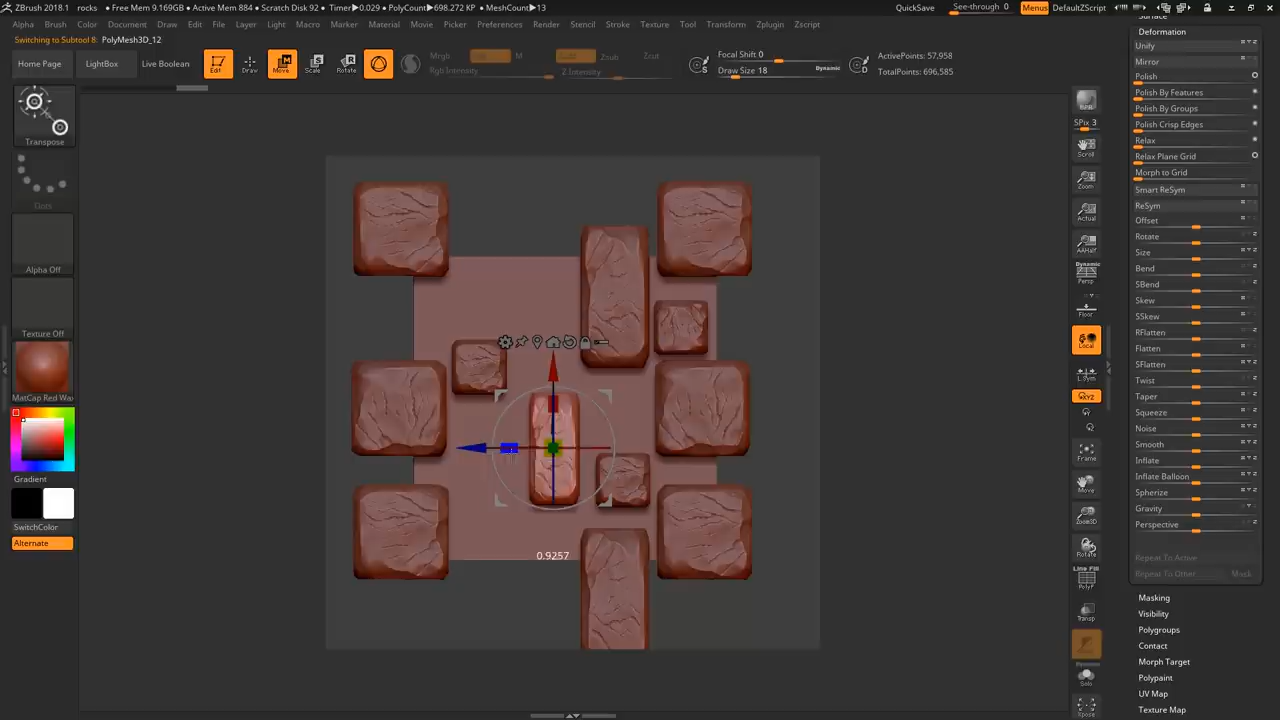 ZBrush 2018.1 rocks • Free Mem 9.169GB • Active Mem 884 • Scratch Disk 92 • Timer▶0.029 • PolyCount▶698.272 KP • MeshCount▶13
QuickSave See-through 0 Menus DefaultZScript
Alpha Brush Color Document Draw Edit File Layer Light Macro Marker Material Movie Picker Preferences Render Stencil Stroke Texture Tool Transform Zplugin Zscript
Switching to Subtool 8: PolyMesh3D_12
Home Page LightBox Live Boolean Edit Draw Move Scale Rotate
Mrgb M Zsub Zcut
Rgb Intensity Z Intensity
Focal Shift 0
Draw Size 18 Dynamic
ActivePoints: 57,958
TotalPoints: 696,585
Transpose
Dots
Alpha Off
Texture Off
MatCap Red Wax
Gradient
SwitchColor
Alternate
0.9257
BPR
SPix 3
Scroll
Zoom
Actual
AAHalf
Dynamic
Persp
Floor
Local
L.Sym
XYZ
Frame
Move
Zoom3D
Rotate
Line Fill
PolyF
Transp
Solo
Xpose
Surface
Deformation
Unify
Mirror
Polish
Polish By Features
Polish By Groups
Polish Crisp Edges
Relax
Relax Plane Grid
Morph to Grid
Smart ReSym
ReSym
Offset
Rotate
Size
Bend
SBend
Skew
SSkew
RFlatten
Flatten
SFlatten
Twist
Taper
Squeeze
Noise
Smooth
Inflate
Inflate Balloon
Spherize
Gravity
Perspective
Repeat To Active
Repeat To Other Mask
Masking
Visibility
Polygroups
Contact
Morph Target
Polypaint
UV Map
Texture Map